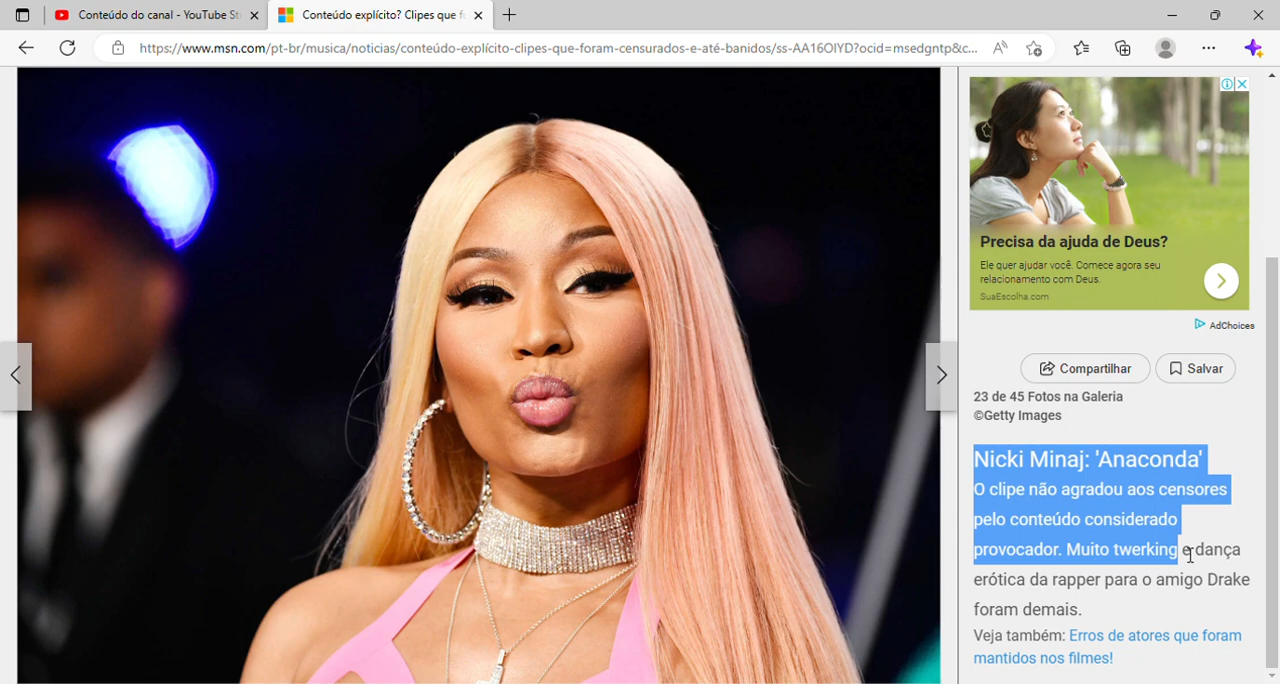 Conteúdo do canal - YouTube St
Conteúdo explícito? Clipes que f
https://www.msn.com/pt-br/musica/noticias/conteúdo-explícito-clipes-que-foram-censurados-e-até-banidos/ss-AA16OIYD?ocid=msedgntp&c...
Precisa da ajuda de Deus?
Ele quer ajudar você. Comece agora seu
relacionamento com Deus.
SuaEscolha.com
AdChoices
Compartilhar
Salvar
23 de 45 Fotos na Galeria
©Getty Images
Nicki Minaj: 'Anaconda'
O clipe não agradou aos censores
pelo conteúdo considerado
provocador. Muito twerking e dança
erótica da rapper para o amigo Drake
foram demais.
Veja também: Erros de atores que foram
mantidos nos filmes!